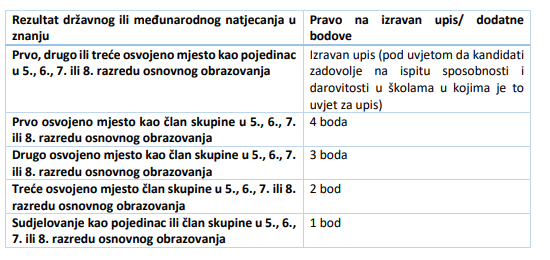 Rezultat državnog ili međunarodnog natjecanja u
znanju
Pravo na izravan upis/ dodatne
bodove
Prvo, drugo ili treće osvojeno mjesto kao pojedinac
u 5., 6., 7. ili 8. razredu osnovnog obrazovanja
Izravan upis (pod uvjetom da kandidati
zadovolje na ispitu sposobnosti i
darovitosti u školama u kojima je to
uvjet za upis)
Prvo osvojeno mjesto kao član skupine u 5., 6., 7.
ili 8. razredu osnovnog obrazovanja
4 boda
Drugo osvojeno mjesto kao član skupine u 5., 6., 7.
ili 8. razredu osnovnog obrazovanja
3 boda
Treće osvojeno mjesto član skupine u 5., 6., 7. ili 8.
razredu osnovnog obrazovanja
2 bod
Sudjelovanje kao pojedinac ili član skupine u 5., 6.,
7. ili 8. razredu osnovnog obrazovanja
1 bod